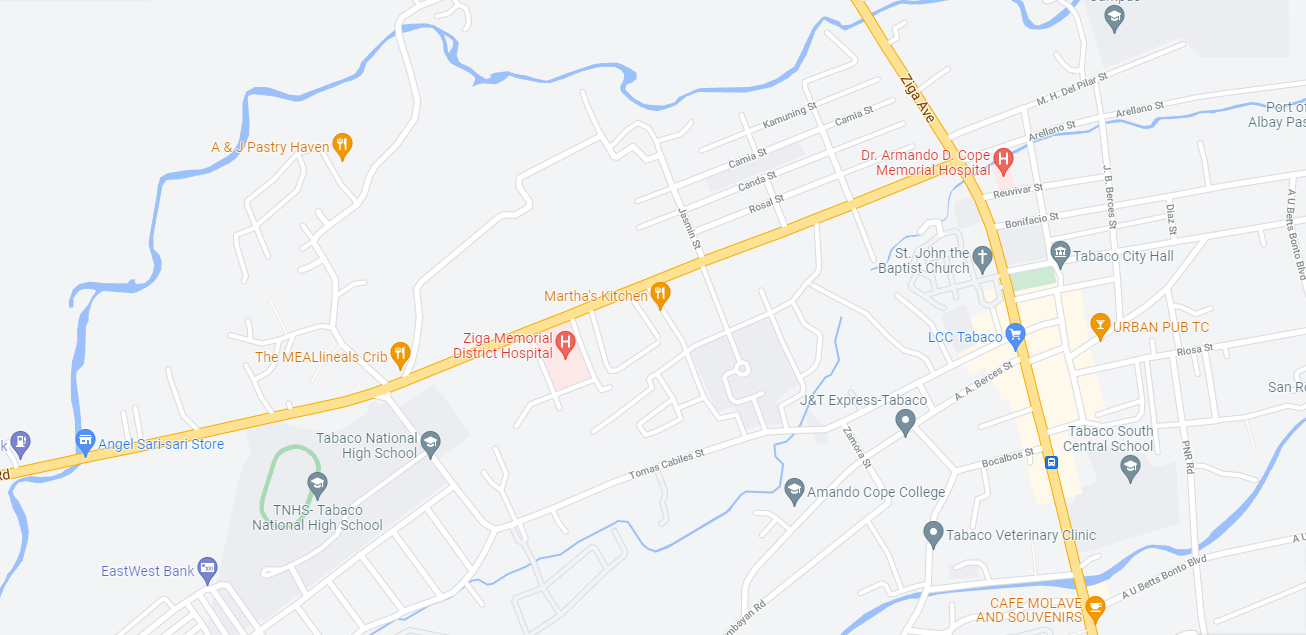 Campus
Ziga Ave
M. H. Del Pilar St
Arellano St
Arellano St
Port of
Albay Pas
Kamuning St
Camia St
Camia St
Canda St
Rosal St
Jasmin St
A & J Pastry Haven
Dr. Armando D. Cope
Memorial Hospital
Reuvivar St
Bonifacio St
J. B. Berces St
Diaz St
A U Betts Bonto Blvd
St. John the
Baptist Church
Tabaco City Hall
Martha's Kitchen
Ziga Memorial
District Hospital
The MEALlineals Crib
LCC Tabaco
URBAN PUB TC
Riosa St
A. A. Berces St
San Ro
J&T Express-Tabaco
Zamora St
Tabaco South
Central School
Bocalbos St
PNR Rd
k
Angel Sari-sari Store
Rd
Tabaco National
High School
Tomas Cabiles St
TNHS- Tabaco
National High School
Amando Cope College
Tabaco Veterinary Clinic
EastWest Bank
A U
A U Betts Bonto Blvd
mbayan Rd
CAFE MOLAVE
AND SOUVENIRS